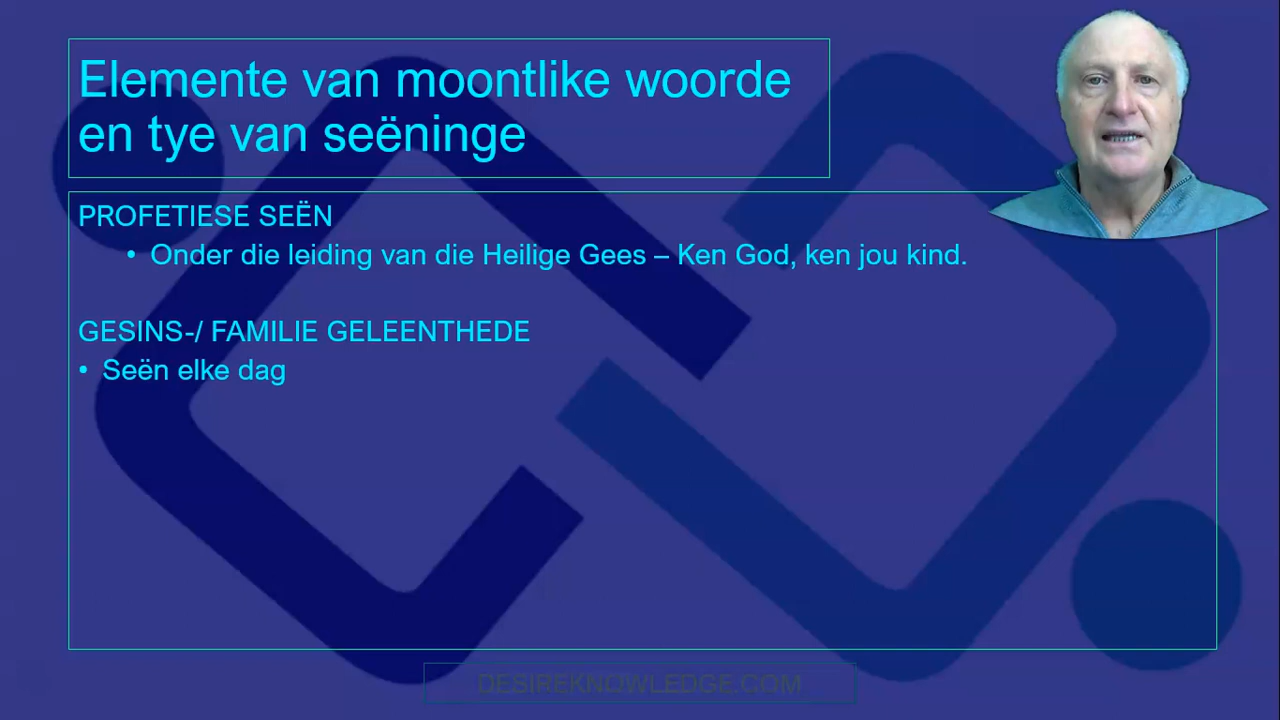 Elemente van moontlike woorde
en tye van seëninge
PROFETIESE SEËN
• Onder die leiding van die Heilige Gees – Ken God, ken jou kind.
GESINS-/ FAMILIE GELEENTHEDE
• Seën elke dag
DESIREKNOWLEDGE.COM